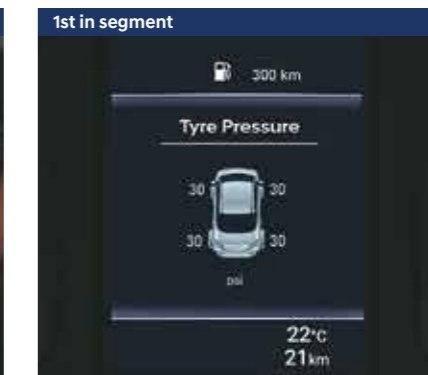 1st in segment
300 km
Tyre Pressure
30 30
30 30
psi
22°C
21km